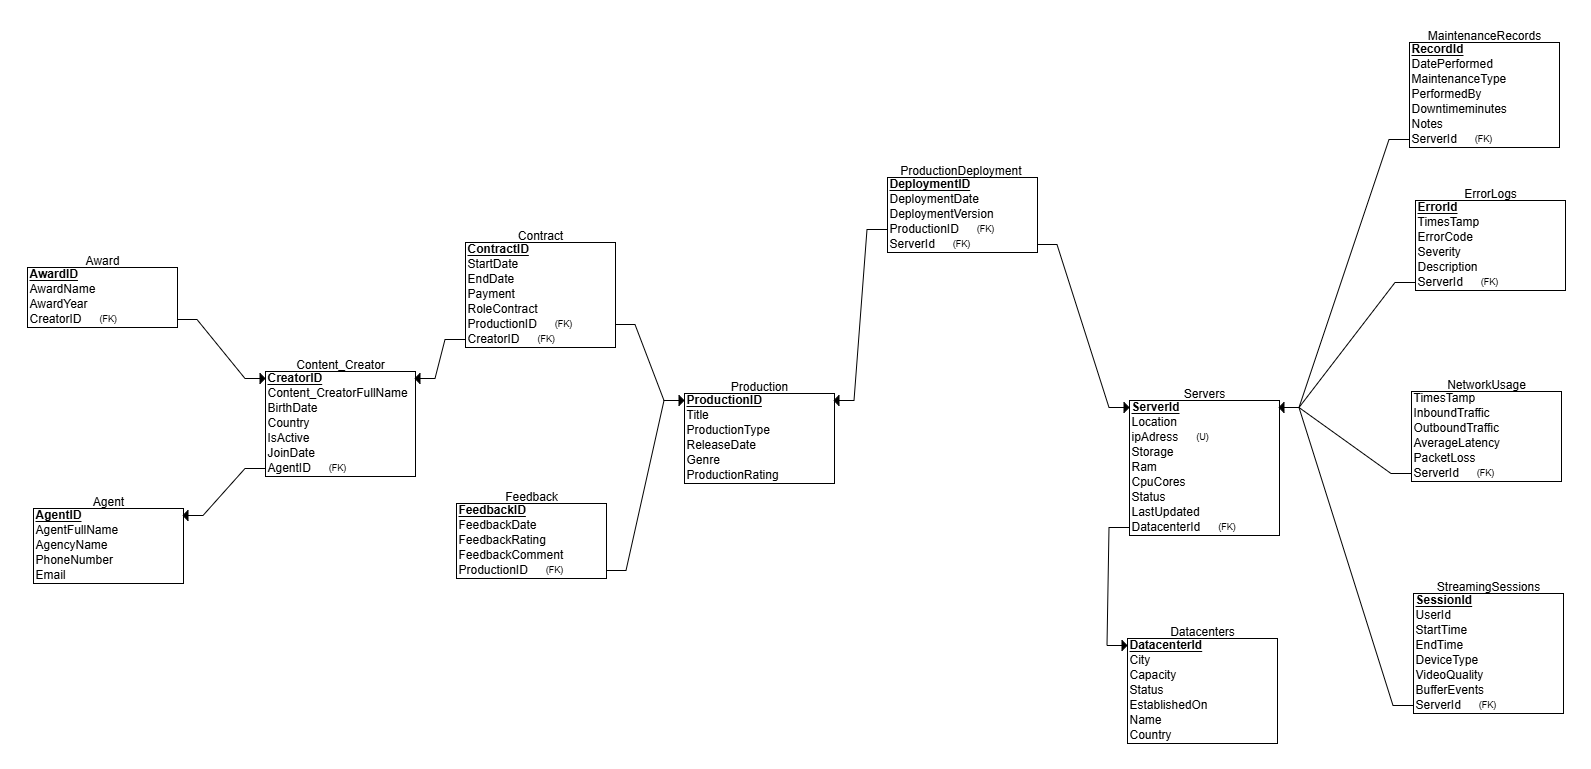 MaintenanceRecords
RecordId
DatePerformed
MaintenanceType
PerformedBy
Downtimeminutes
Notes
ServerId (FK)
ProductionDeployment
DeploymentID
DeploymentDate
DeploymentVersion
ProductionID (FK)
ServerId (FK)
ErrorLogs
ErrorId
TimesTamp
ErrorCode
Severity
Description
ServerId (FK)
Contract
ContractID
StartDate
EndDate
Payment
RoleContract
ProductionID (FK)
CreatorID (FK)
Award
AwardID
AwardName
AwardYear
CreatorID (FK)
Content_Creator
CreatorID
Content_CreatorFullName
BirthDate
Country
IsActive
JoinDate
AgentID (FK)
Production
ProductionID
Title
ProductionType
ReleaseDate
Genre
ProductionRating
Servers
ServerId
Location
ipAdress (U)
Storage
Ram
CpuCores
Status
LastUpdated
DatacenterId (FK)
NetworkUsage
TimesTamp
InboundTraffic
OutboundTraffic
AverageLatency
PacketLoss
ServerId (FK)
Agent
AgentID
AgentFullName
AgencyName
PhoneNumber
Email
Feedback
FeedbackID
FeedbackDate
FeedbackRating
FeedbackComment
ProductionID (FK)
Datacenters
DatacenterId
City
Capacity
Status
EstablishedOn
Name
Country
StreamingSessions
SessionId
UserId
StartTime
EndTime
DeviceType
VideoQuality
BufferEvents
ServerId (FK)